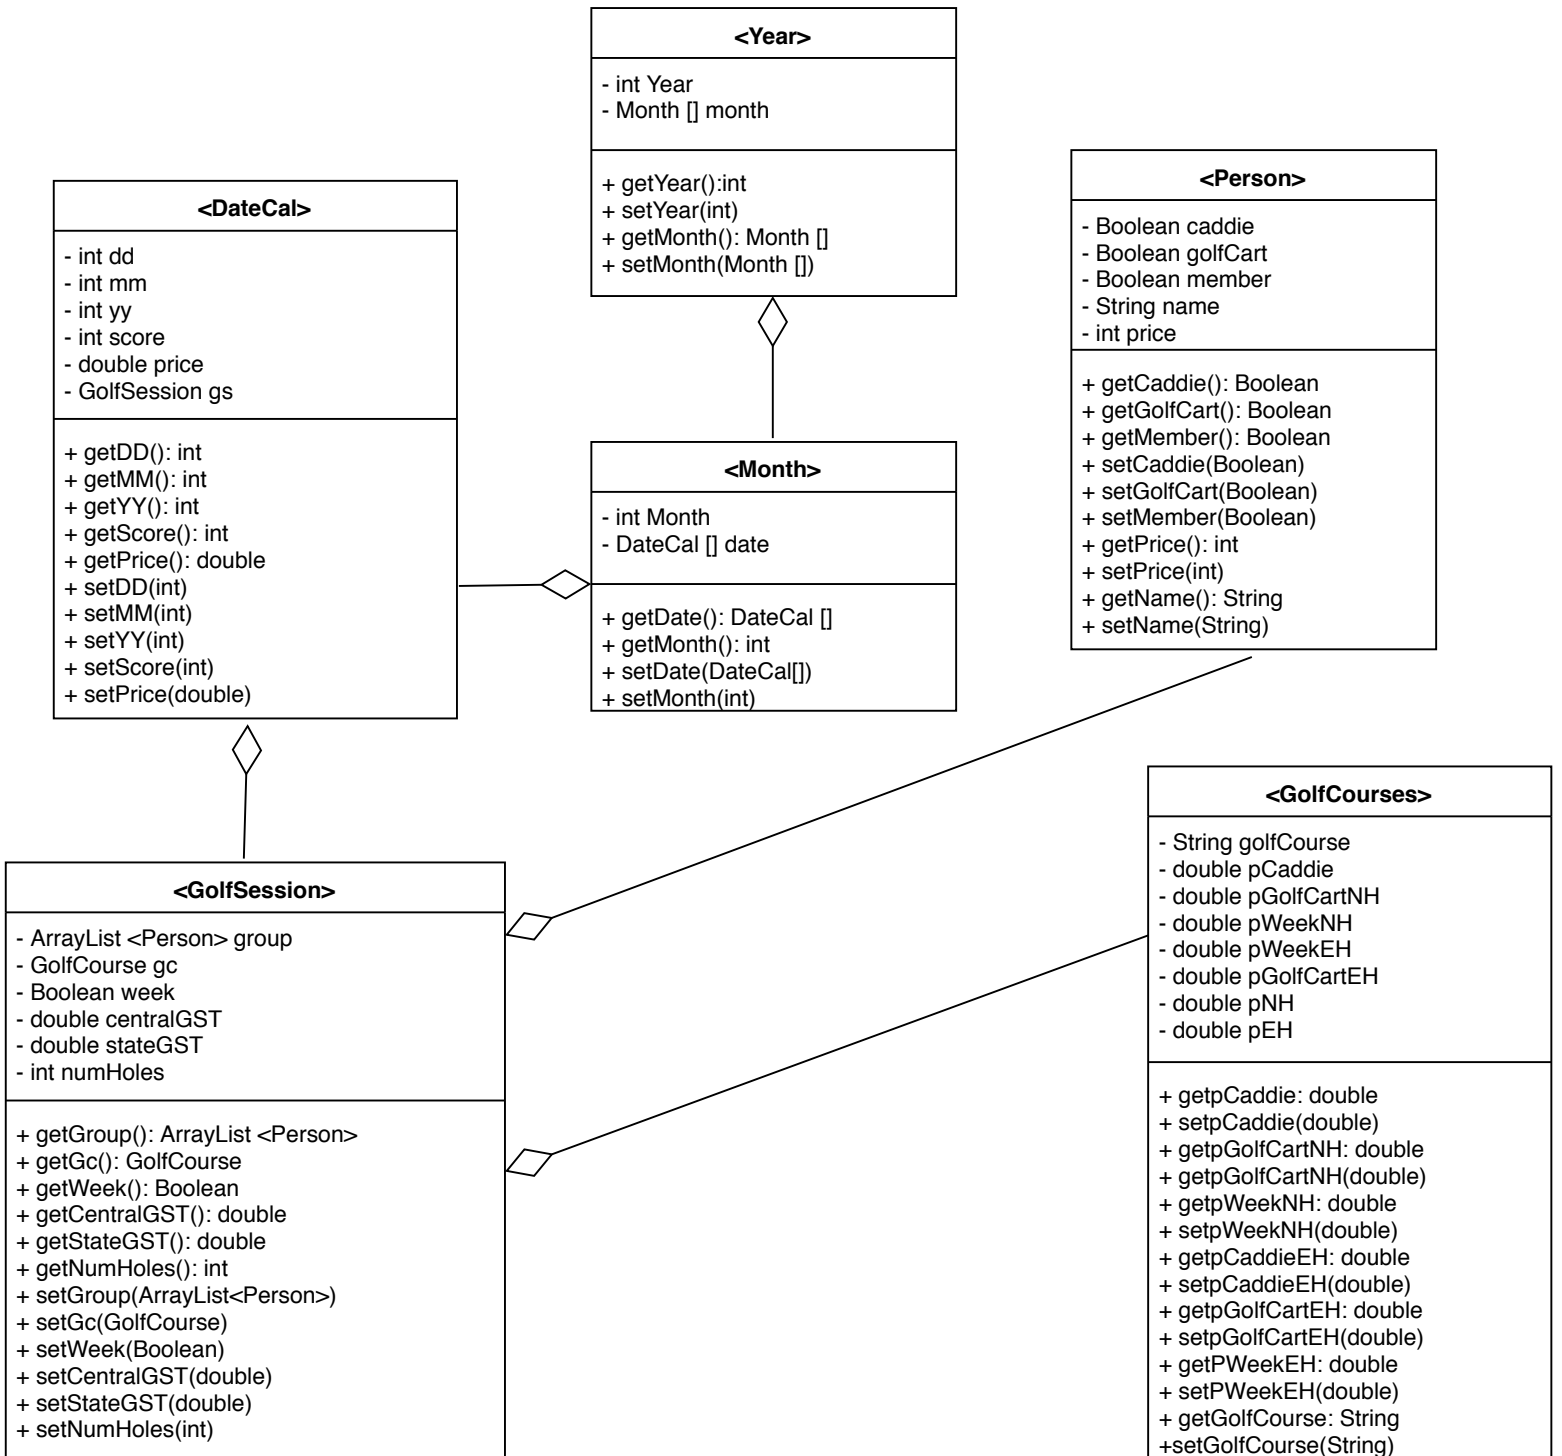 <Year>
- int Year
- Month [] month
+ getYear():int
+ setYear(int)
+ getMonth(): Month []
+ setMonth(Month [])
<Person>
- Boolean caddie
- Boolean golfCart
- Boolean member
- String name
- int price
+ getCaddie(): Boolean
+ getGolfCart(): Boolean
+ getMember(): Boolean
+ setCaddie(Boolean)
+ setGolfCart(Boolean)
+ setMember(Boolean)
+ getPrice(): int
+ setPrice(int)
+ getName(): String
+ setName(String)
<DateCal>
- int dd
- int mm
- int yy
- int score
- double price
- GolfSession gs
+ getDD(): int
+ getMM(): int
+ getYY(): int
+ getScore(): int
+ getPrice(): double
+ setDD(int)
+ setMM(int)
+ setYY(int)
+ setScore(int)
+ setPrice(double)
<Month>
- int Month
- DateCal [] date
+ getDate(): DateCal []
+ getMonth(): int
+ setDate(DateCal[])
+ setMonth(int)
<GolfSession>
- ArrayList <Person> group
- GolfCourse gc
- Boolean week
- double centralGST
- double stateGST
- int numHoles
+ getGroup(): ArrayList <Person>
+ getGc(): GolfCourse
+ getWeek(): Boolean
+ getCentralGST(): double
+ getStateGST(): double
+ getNumHoles(): int
+ setGroup(ArrayList<Person>)
+ setGc(GolfCourse)
+ setWeek(Boolean)
+ setCentralGST(double)
+ setStateGST(double)
+ setNumHoles(int)
<GolfCourses>
- String golfCourse
- double pCaddie
- double pGolfCartNH
- double pWeekNH
- double pWeekEH
- double pGolfCartEH
- double pNH
- double pEH
+ getpCaddie: double
+ setpCaddie(double)
+ getpGolfCartNH: double
+ getpGolfCartNH(double)
+ getpWeekNH: double
+ setpWeekNH(double)
+ getpCaddieEH: double
+ setpCaddieEH(double)
+ getpGolfCartEH: double
+ setpGolfCartEH(double)
+ getPWeekEH: double
+ setPWeekEH(double)
+ getGolfCourse: String
+setGolfCourse(String)